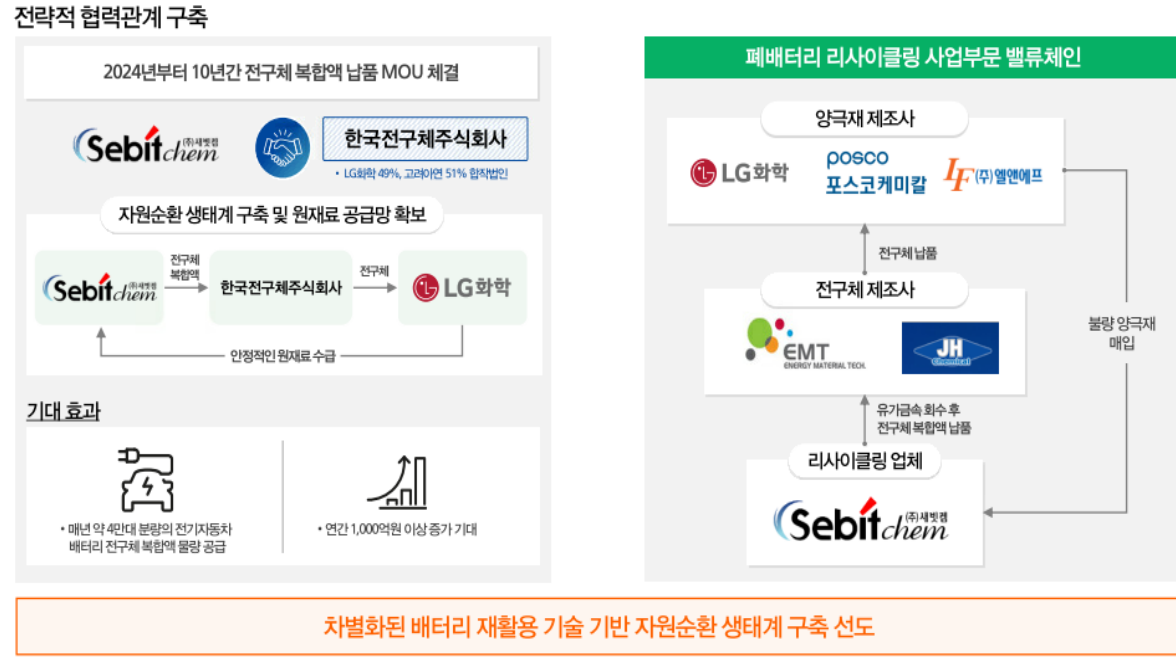 전략적 협력관계 구축
2024년부터 10년간 전구체 복합액 납품 MOU 체결
Sebitchem (주)새빗켐
한국전구체주식회사
• LG화학 49%, 고려아연 51% 합작법인
자원순환 생태계 구축 및 원재료 공급망 확보
Sebitchem (주)새빗켐
전구체
복합액
한국전구체주식회사
전구체
LG화학
안정적인 원재료 수급
기대 효과
• 매년 약 4만대 분량의 전기자동차
배터리 전구체 복합액 물량 공급
• 연간 1,000억원 이상 증가 기대
폐배터리 리사이클링 사업부문 밸류체인
양극재 제조사
LG화학
posco
포스코케미칼
LF (주)엘앤에프
전구체 납품
전구체 제조사
EMT
ENERGY MATERIAL TECH.
JH
Chemical
불량 양극재
매입
유가금속 회수 후
전구체 복합액 납품
리사이클링 업체
Sebitchem (주)새빗켐
차별화된 배터리 재활용 기술 기반 자원순환 생태계 구축 선도